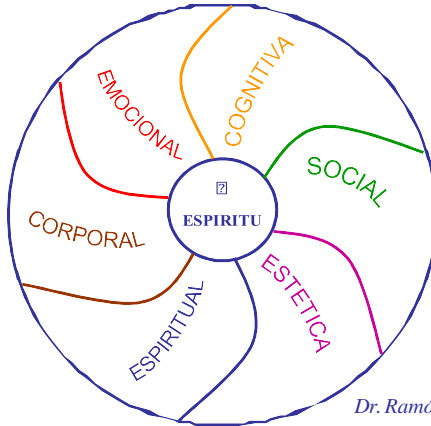 COGNITIVA
EMOCIONAL
SOCIAL
ESPIRITU
CORPORAL
ESTETICA
ESPIRITUAL
Dr. Ramó